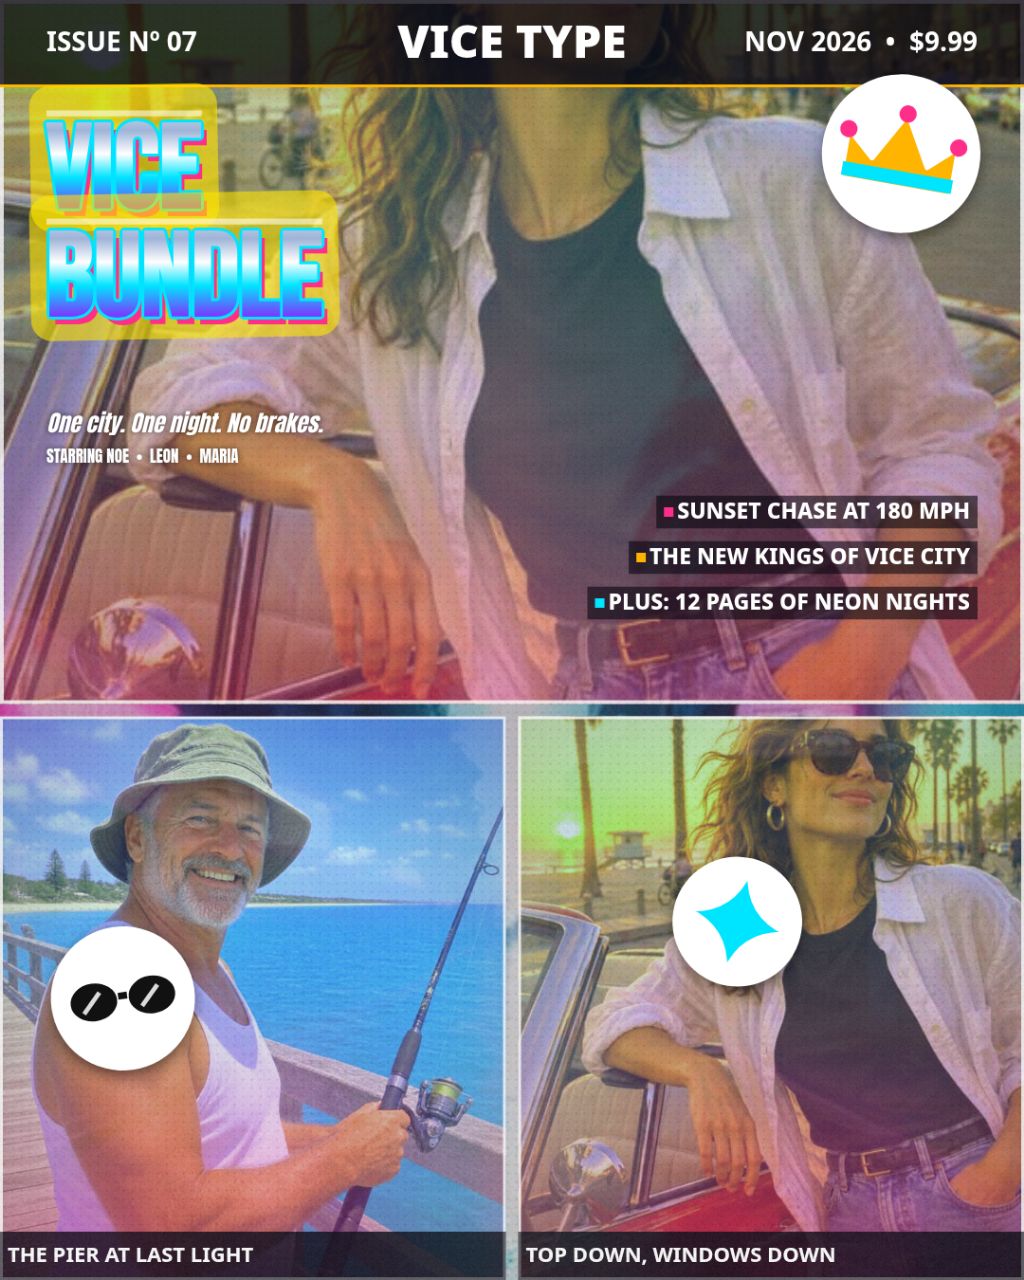 ISSUE Nº 07
VICE TYPE
NOV 2026 • $9.99
VICE
BUNDLE
One city. One night. No brakes.
STARRING NOE • LEON • MARIA
SUNSET CHASE AT 180 MPH
THE NEW KINGS OF VICE CITY
PLUS: 12 PAGES OF NEON NIGHTS
THE PIER AT LAST LIGHT
TOP DOWN, WINDOWS DOWN